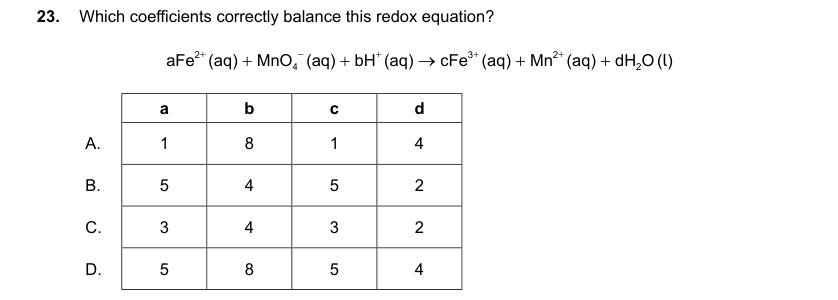 23. Which coefficients correctly balance this redox equation?
aFe²⁺ (aq) + MnO₄⁻ (aq) + bH⁺ (aq) → cFe³⁺ (aq) + Mn²⁺ (aq) + dH₂O (l)
a b c d
A. 1 8 1 4
B. 5 4 5 2
C. 3 4 3 2
D. 5 8 5 4